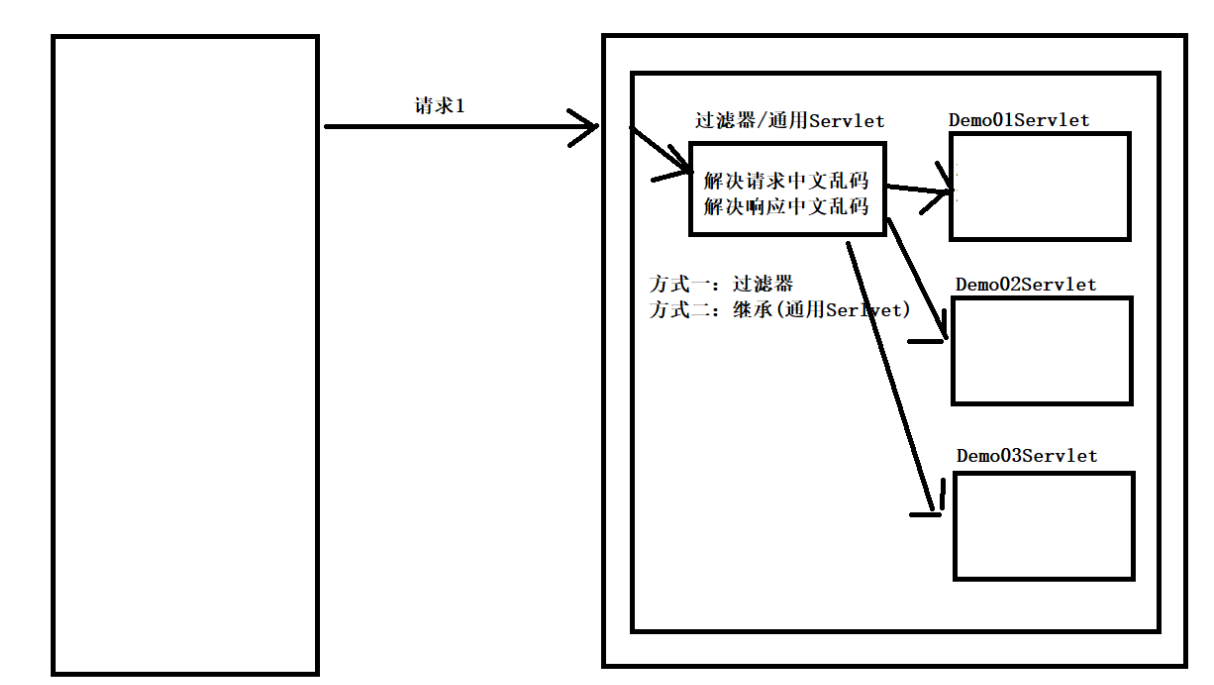 请求1
过滤器/通用Servlet
Demo01Servlet
解决请求中文乱码
解决响应中文乱码
方式一：过滤器
方式二：继承(通用Serlvet)
Demo02Servlet
Demo03Servlet